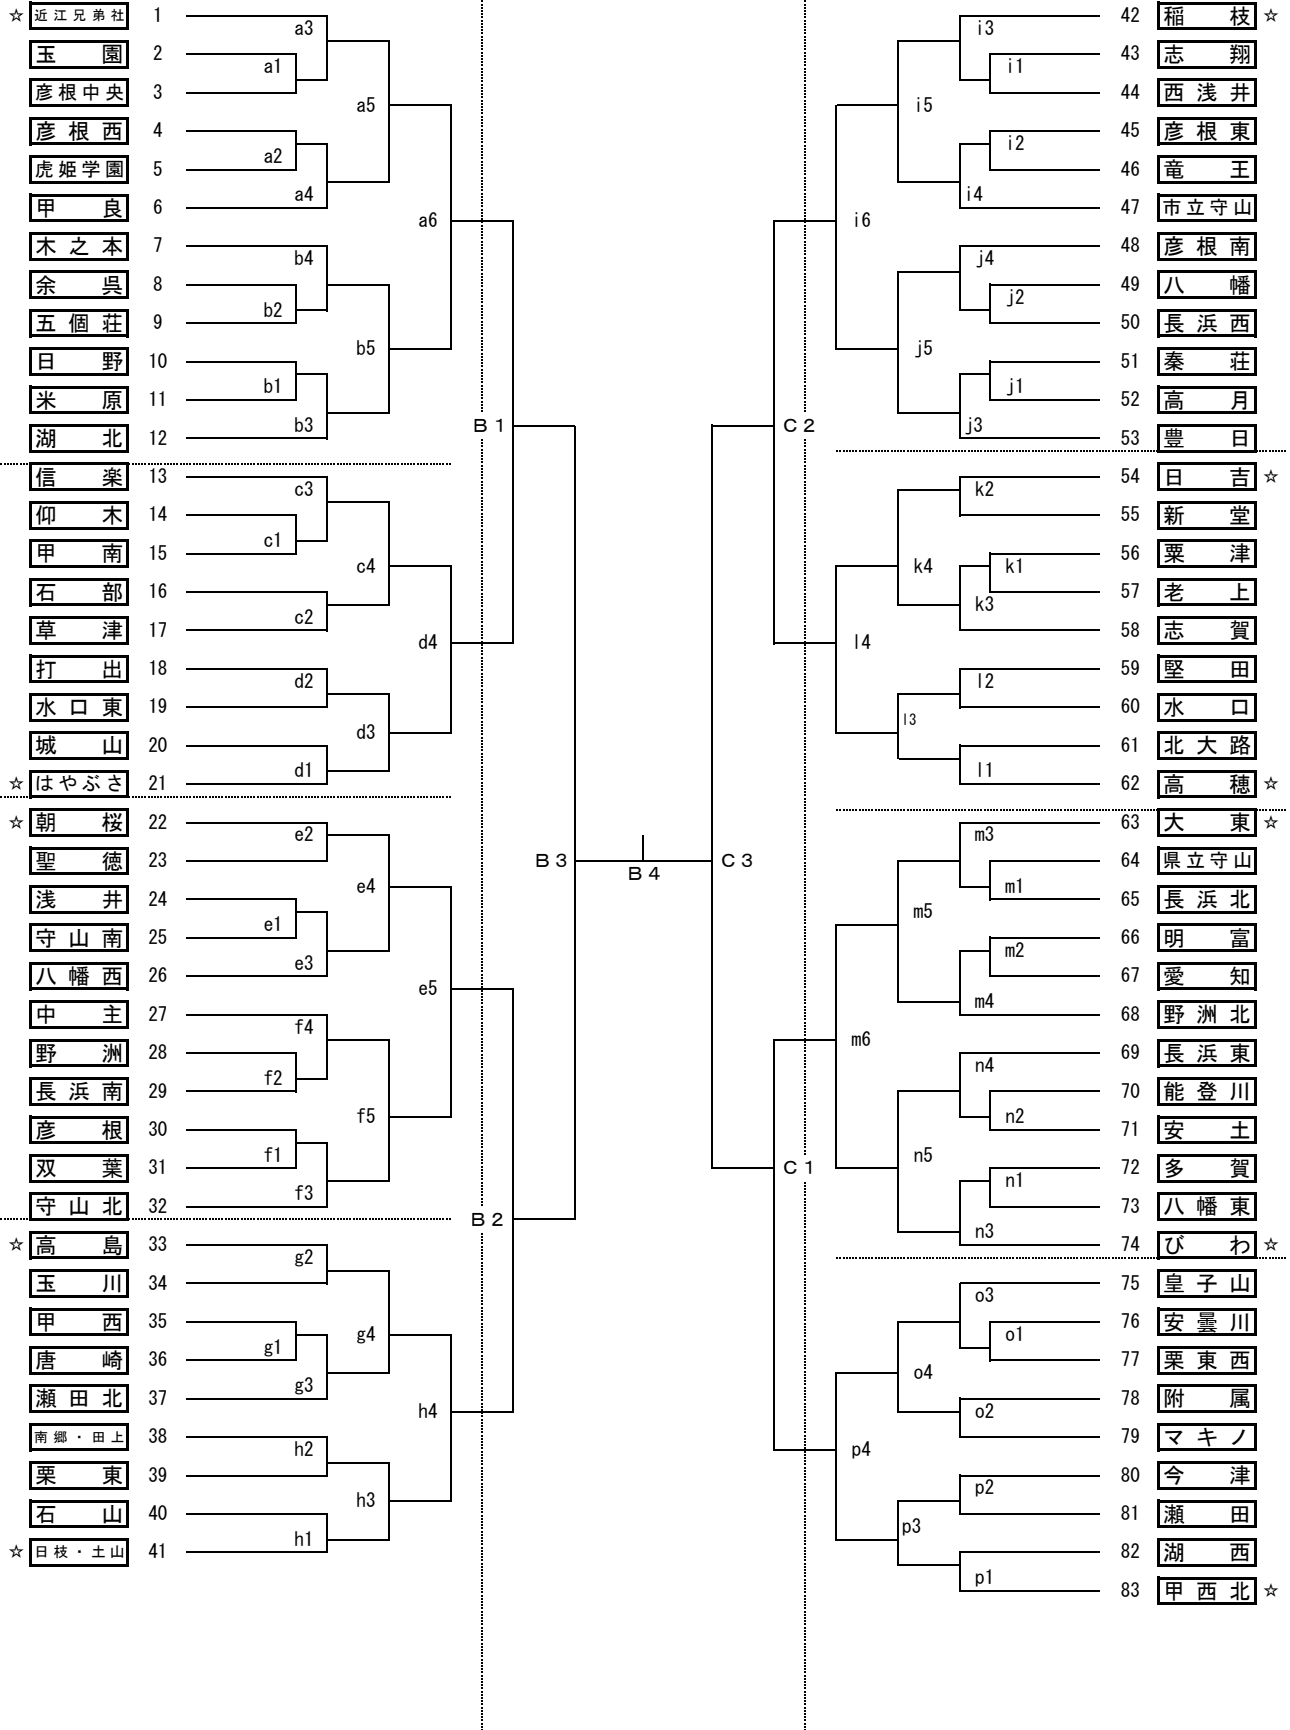 ☆ 近江兄弟社 1
玉園 2
彦根中央 3
彦根西 4
虎姫学園 5
甲良 6
木之本 7
余呉 8
五個荘 9
日野 10
米原 11
湖北 12
信楽 13
仰木 14
甲南 15
石部 16
草津 17
打出 18
水口東 19
城山 20
☆ はやぶさ 21
☆ 朝桜 22
聖徳 23
浅井 24
守山南 25
八幡西 26
中主 27
野洲 28
長浜南 29
彦根 30
双葉 31
守山北 32
☆ 高島 33
玉川 34
甲西 35
唐崎 36
瀬田北 37
南郷・田上 38
栗東 39
石山 40
☆ 日枝・土山 41
a3
a1
a5
a2
a4
a6
b4
b2
b5
b1
b3
B1
c3
c1
c4
c2
d4
d2
d3
d1
e2
e4
e1
e3
e5
f4
f2
f5
f1
f3
B2
g2
g4
g1
g3
h4
h2
h3
h1
B3
B4
C3
C2
C1
i3
i1
i5
i2
i4
i6
j4
j2
j5
j1
j3
k2
k4
k1
k3
l4
l2
l3
l1
m3
m1
m5
m2
m4
m6
n4
n2
n5
n1
n3
o3
o1
o4
o2
p4
p2
p3
p1
42 稲枝 ☆
43 志翔
44 西浅井
45 彦根東
46 竜王
47 市立守山
48 彦根南
49 八幡
50 長浜西
51 秦荘
52 高月
53 豊日
54 日吉 ☆
55 新堂
56 粟津
57 老上
58 志賀
59 堅田
60 水口
61 北大路
62 高穂 ☆
63 大東 ☆
64 県立守山
65 長浜北
66 明富
67 愛知
68 野洲北
69 長浜東
70 能登川
71 安土
72 多賀
73 八幡東
74 びわ ☆
75 皇子山
76 安曇川
77 栗東西
78 附属
79 マキノ
80 今津
81 瀬田
82 湖西
83 甲西北 ☆